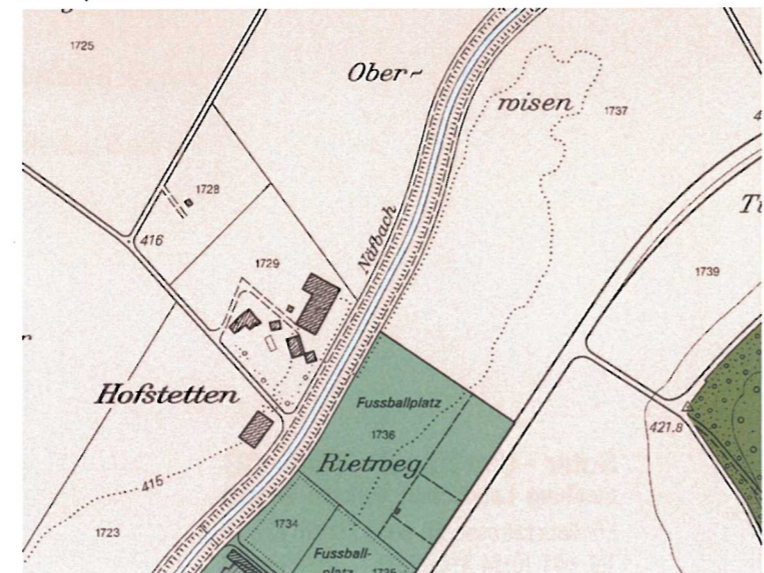 1725
Ober-
wisen
1737
1728
416
Näfbach
1729
1739
Hofstetten
Fussballplatz
1736
421.8
Rietweg
415
1734
1723
Fussball-
platz
1735